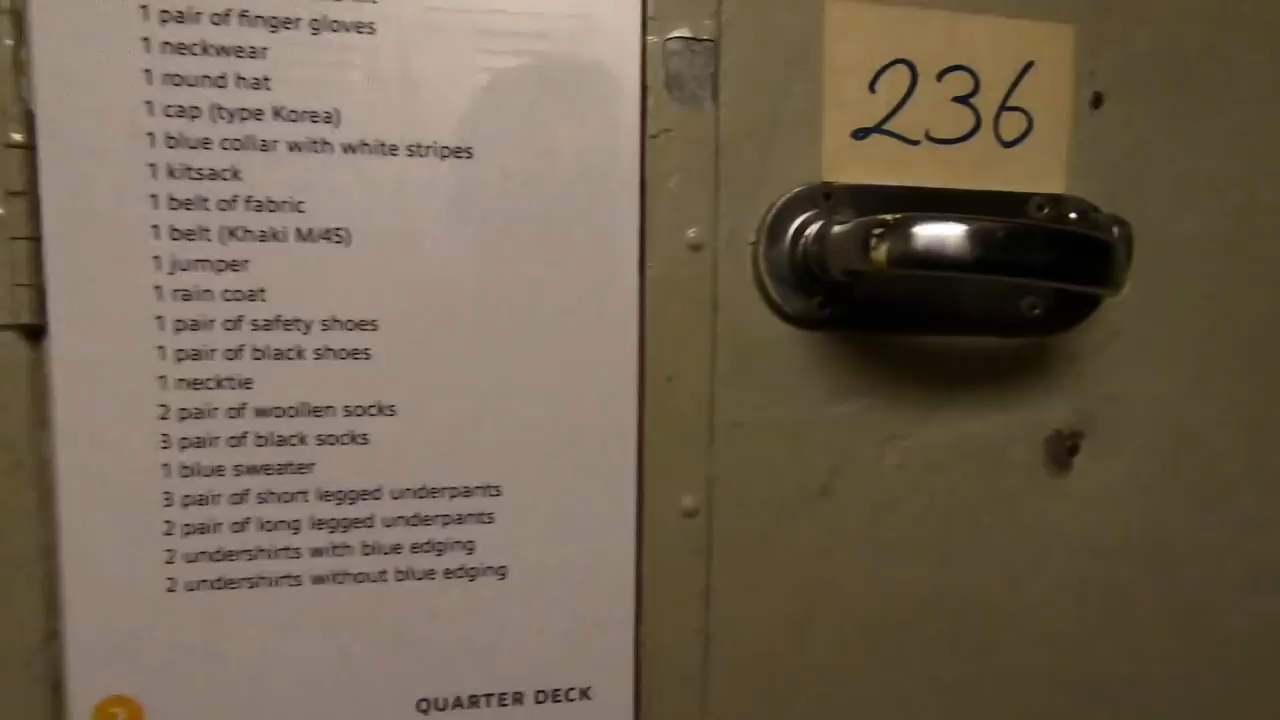 1 pair of finger gloves
1 neckwear
1 round hat
1 cap (type Korea)
1 blue collar with white stripes
1 kitsack
1 belt of fabric
1 belt (Khaki M/45)
1 jumper
1 rain coat
1 pair of safety shoes
1 pair of black shoes
1 necktie
2 pair of woollen socks
3 pair of black socks
1 blue sweater
3 pair of short legged underpants
2 pair of long legged underpants
2 undershirts with blue edging
2 undershirts without blue edging
QUARTER DECK
236